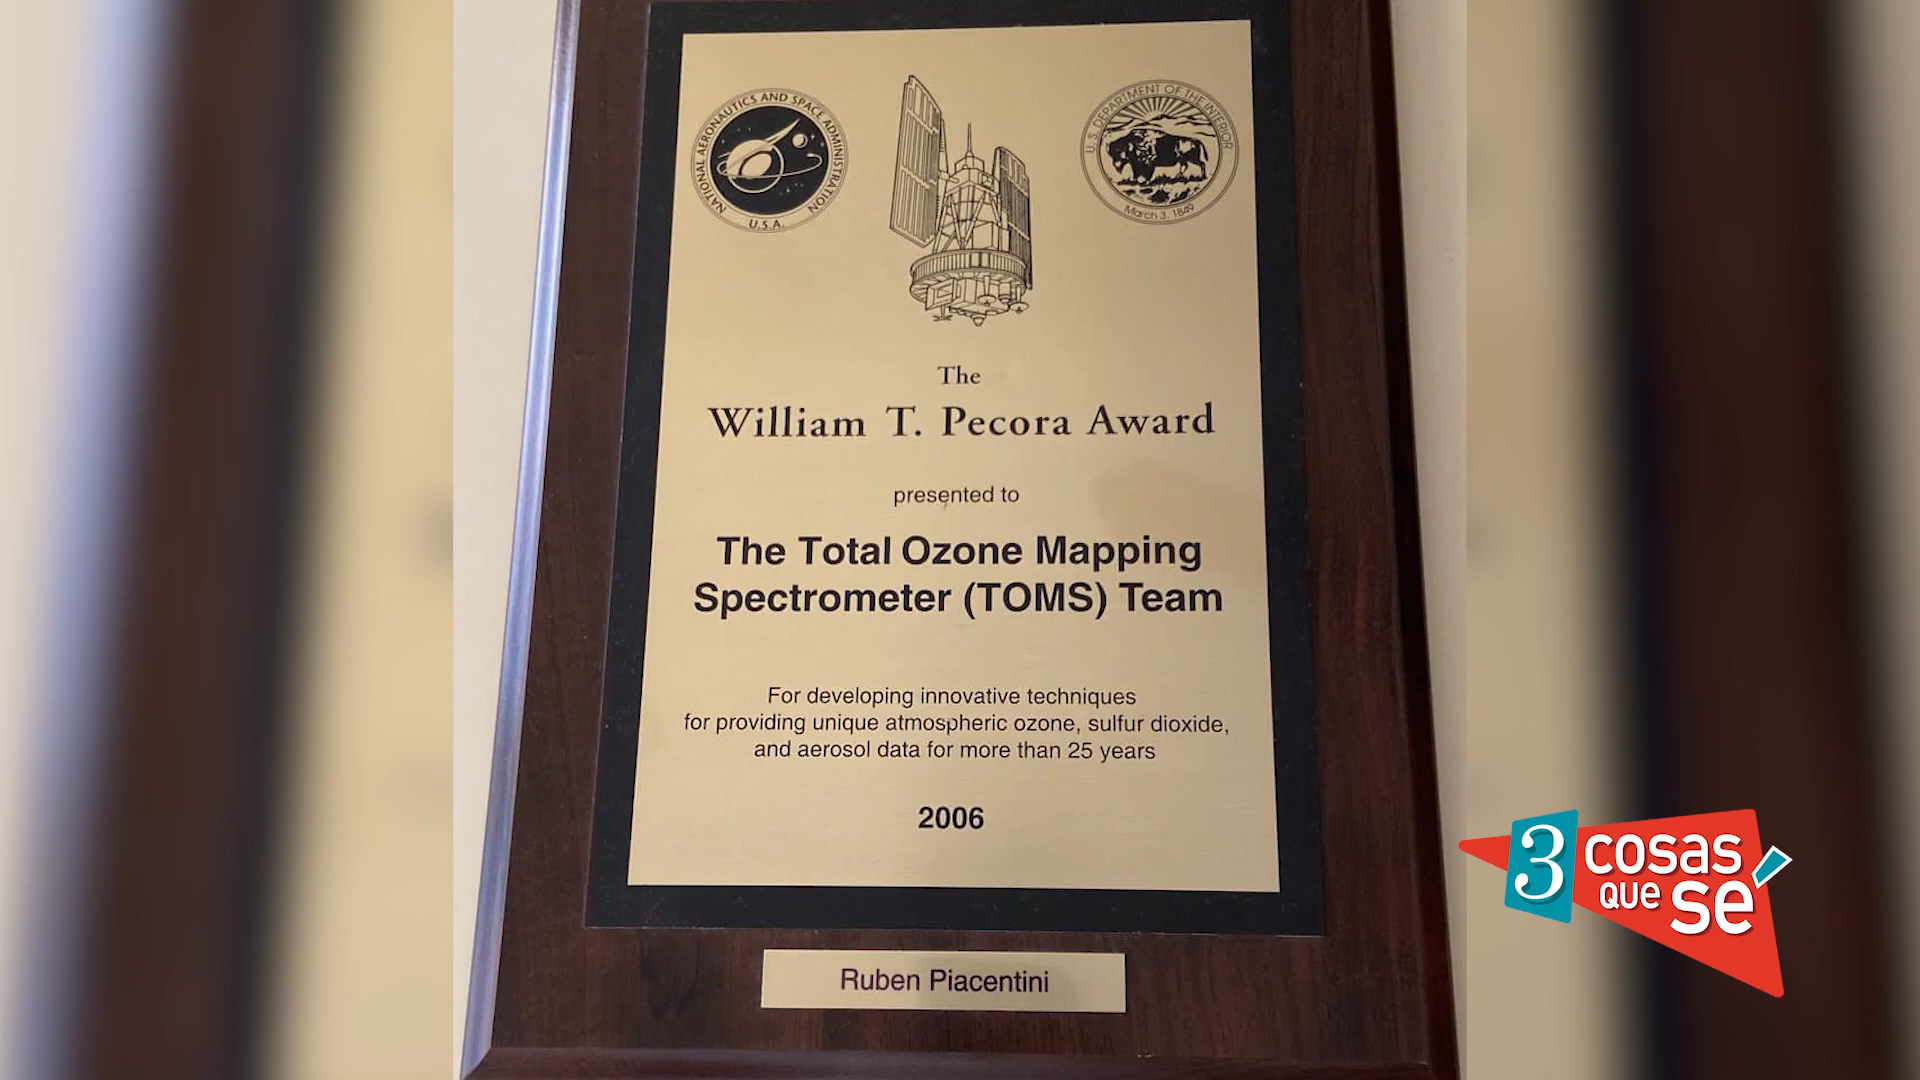 NATIONAL AERONAUTICS AND SPACE ADMINISTRATION
U.S.A.
U.S. DEPARTMENT OF THE INTERIOR
March 3, 1849
The
William T. Pecora Award
presented to
The Total Ozone Mapping
Spectrometer (TOMS) Team
For developing innovative techniques
for providing unique atmospheric ozone, sulfur dioxide,
and aerosol data for more than 25 years
2006
Ruben Piacentini
3 cosas
que sé